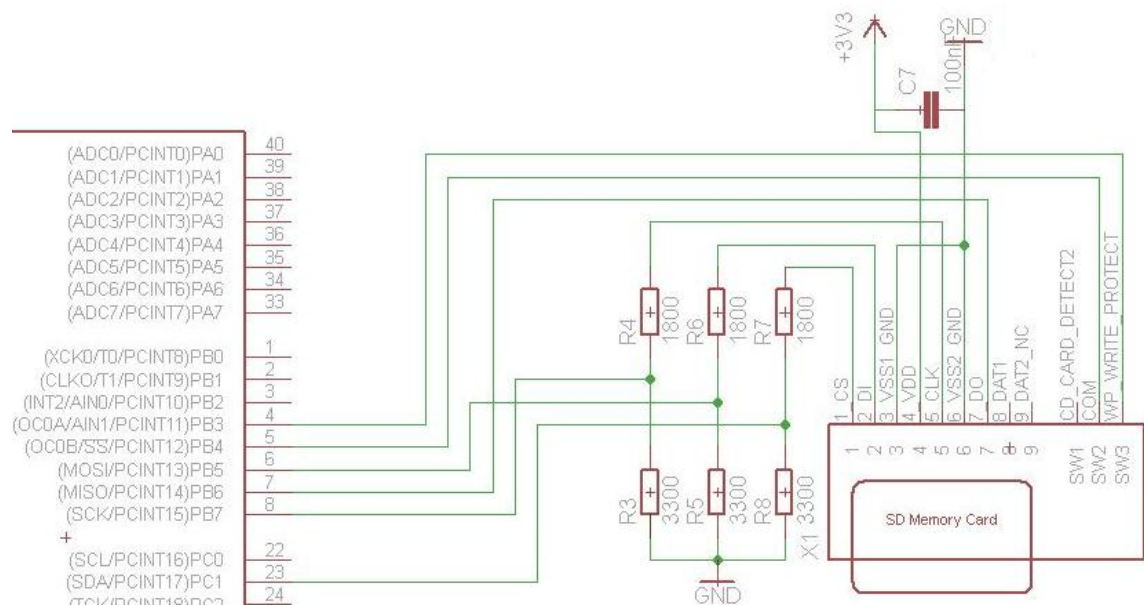 +3V3
GND
C7
100nF
40
(ADC0/PCINT0)PA0
39
(ADC1/PCINT1)PA1
38
(ADC2/PCINT2)PA2
37
(ADC3/PCINT3)PA3
36
(ADC4/PCINT4)PA4
35
(ADC5/PCINT5)PA5
34
(ADC6/PCINT6)PA6
33
(ADC7/PCINT7)PA7
1
(XCK0/T0/PCINT8)PB0
2
(CLKO/T1/PCINT9)PB1
3
(INT2/AIN0/PCINT10)PB2
4
(OC0A/AIN1/PCINT11)PB3
5
(OC0B/SS/PCINT12)PB4
6
(MOSI/PCINT13)PB5
7
(MISO/PCINT14)PB6
8
(SCK/PCINT15)PB7
22
(SCL/PCINT16)PC0
23
(SDA/PCINT17)PC1
24
(TCK/PCINT18)PC2
R4
1800
R6
1800
R7
1800
R3
3300
R5
3300
R8
3300
GND
X1
1 CS
2 DI
3 VSS1 GND
4 VDD
5 CLK
6 VSS2 GND
7 DO
8 DAT1
9 DAT2_NC
CD_CARD_DETECT2
COM
WP_WRITE_PROTECT
1
2
3
4
5
6
7
8
9
SW1
SW2
SW3
SD Memory Card